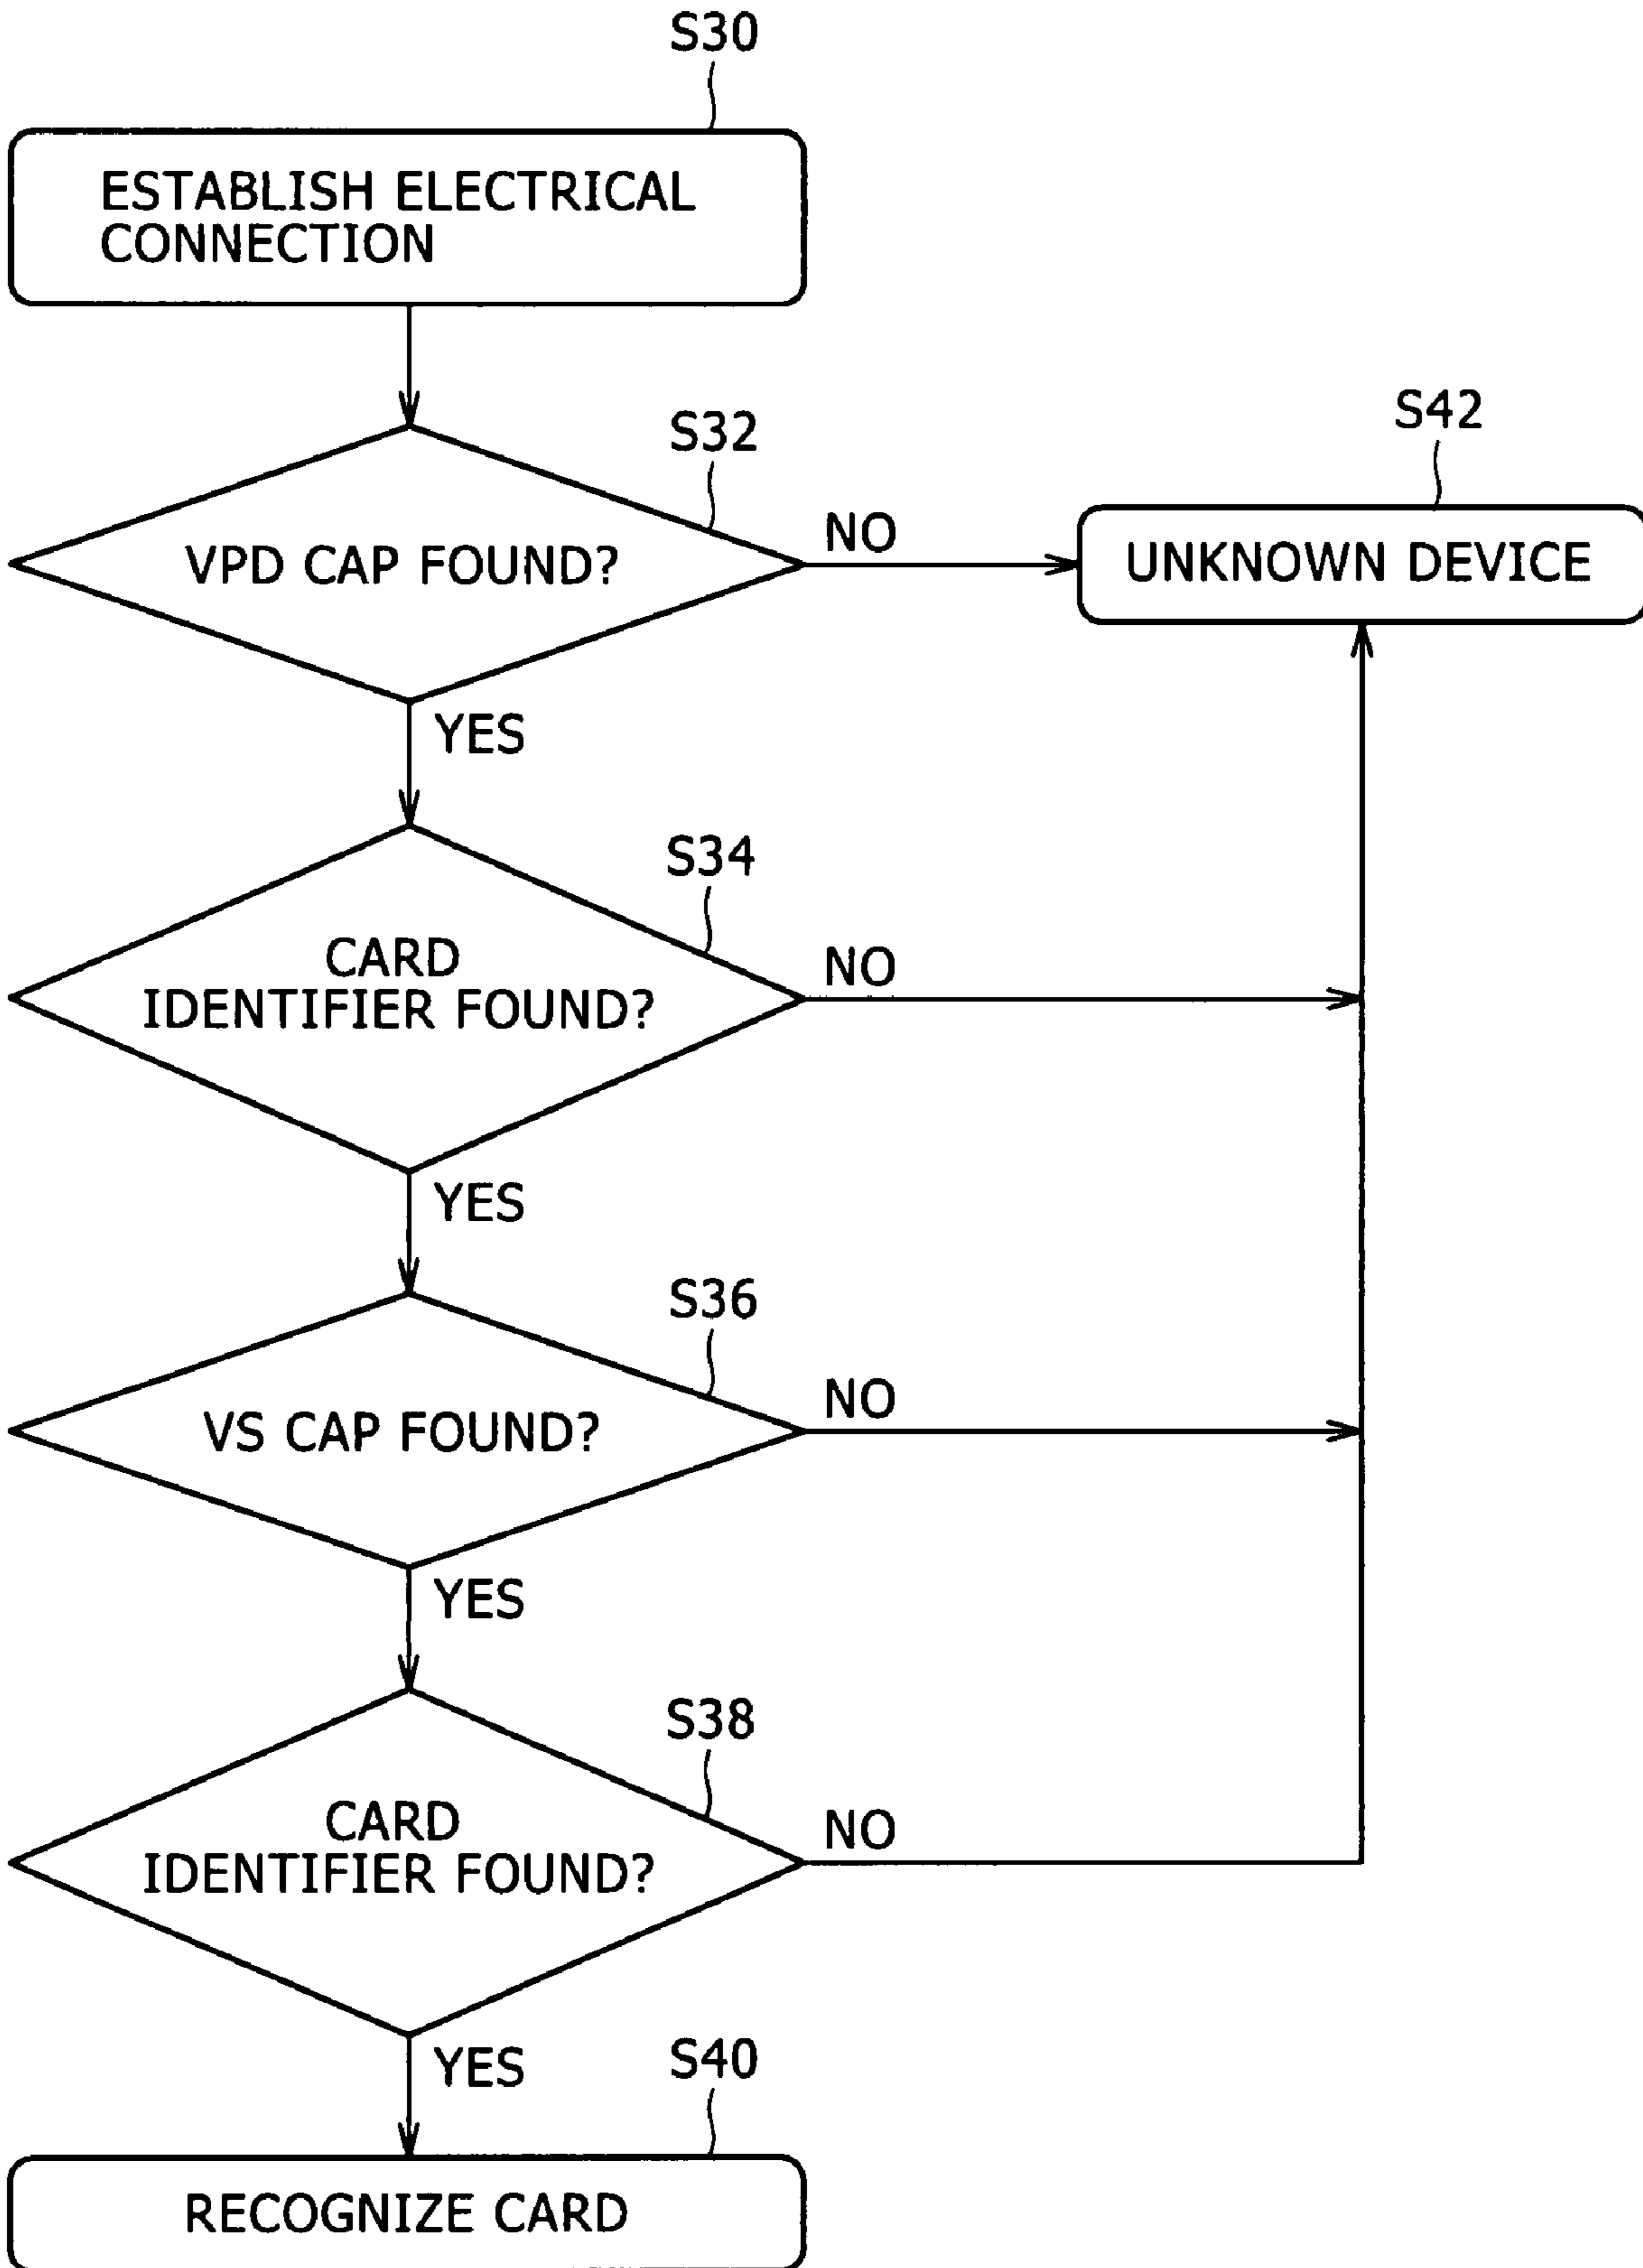 S30
ESTABLISH ELECTRICAL
CONNECTION
S32
VPD CAP FOUND?
NO
S42
UNKNOWN DEVICE
YES
S34
CARD
IDENTIFIER FOUND?
NO
YES
S36
VS CAP FOUND?
NO
YES
S38
CARD
IDENTIFIER FOUND?
NO
YES
S40
RECOGNIZE CARD